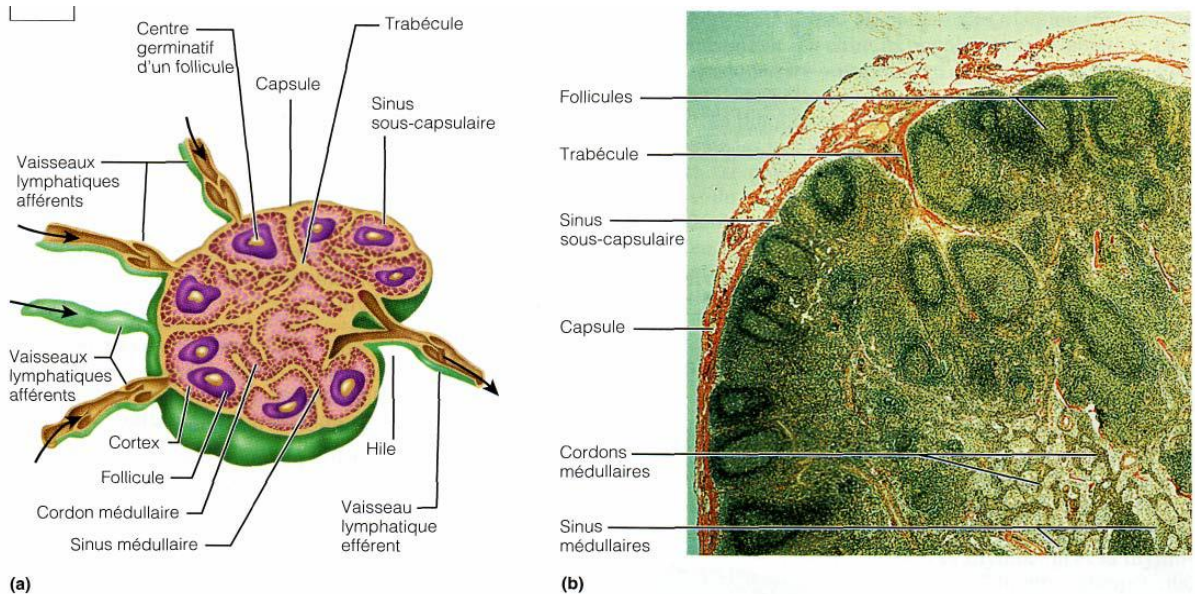 Centre
germinatif
d'un follicule
Trabécule
Capsule
Sinus
sous-capsulaire
Vaisseaux
lymphatiques
afférents
Vaisseaux
lymphatiques
afférents
Cortex
Follicule
Cordon médullaire
Sinus médullaire
Hile
Vaisseau
lymphatique
efférent
(a)
Follicules
Trabécule
Sinus
sous-capsulaire
Capsule
Cordons
médullaires
Sinus
médullaires
(b)